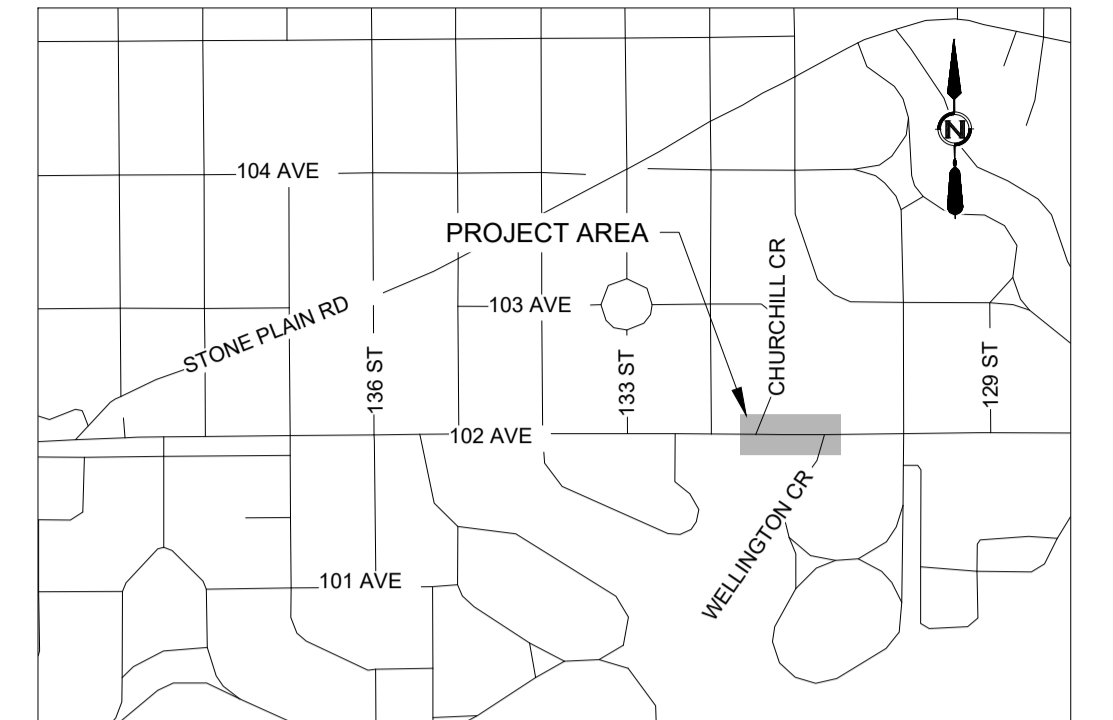 N
104 AVE
PROJECT AREA
CHURCHILL CR
103 AVE
STONE PLAIN RD
136 ST
133 ST
129 ST
102 AVE
WELLINGTON CR
101 AVE